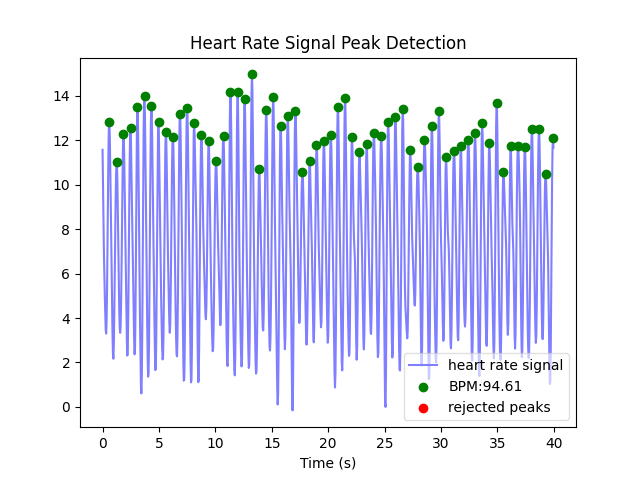 Heart Rate Signal Peak Detection
14
12
10
8
6
4
2
0
heart rate signal
BPM:94.61
rejected peaks
0 5 10 15 20 25 30 35 40
Time (s)